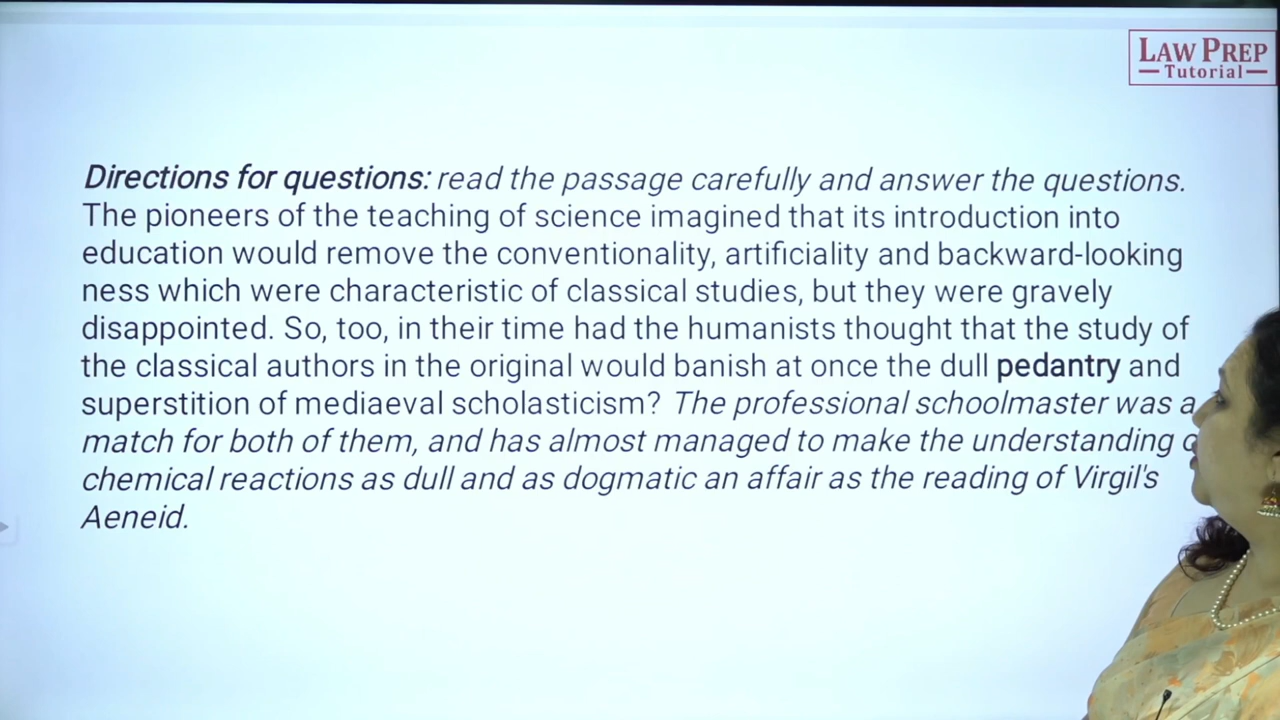 LAW PREP
Tutorial
Directions for questions: read the passage carefully and answer the questions.
The pioneers of the teaching of science imagined that its introduction into
education would remove the conventionality, artificiality and backward-looking
ness which were characteristic of classical studies, but they were gravely
disappointed. So, too, in their time had the humanists thought that the study of
the classical authors in the original would banish at once the dull pedantry and
superstition of mediaeval scholasticism? The professional schoolmaster was a
match for both of them, and has almost managed to make the understanding
chemical reactions as dull and as dogmatic an affair as the reading of Virgil's
Aeneid.